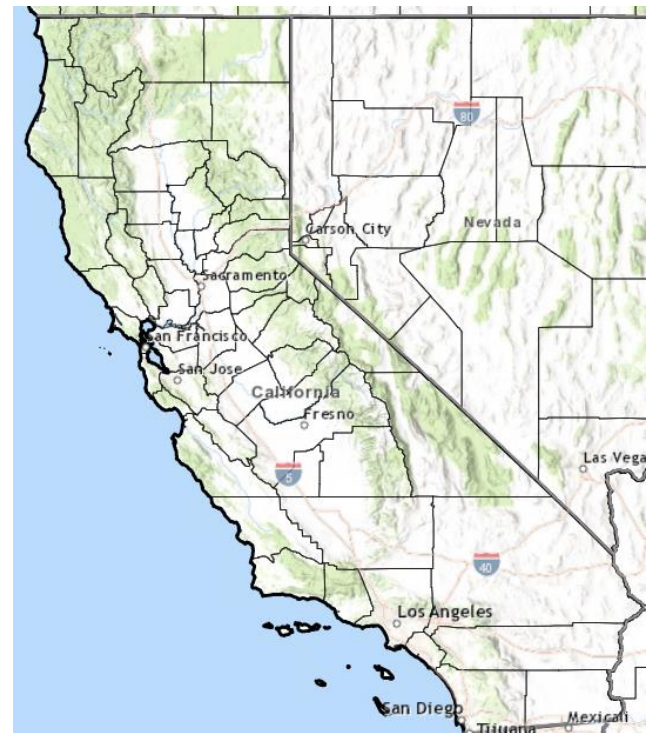 80
Nevada
Carson City
Sacramento
San Francisco
San Jose
California
Fresno
5
Las Vega
40
Los Angeles
San Diego
Tijuana
Mexicali